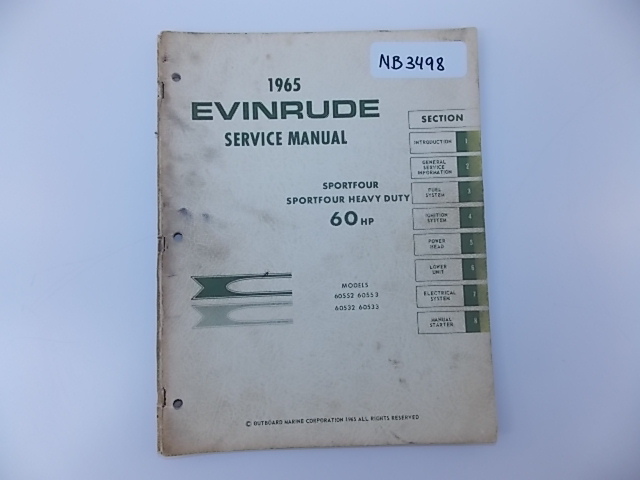 NB3498
1965
EVINRUDE
SERVICE MANUAL
SPORTFOUR
SPORTFOUR HEAVY DUTY
60 HP
MODELS
60552 60553
60532 60533
SECTION
INTRODUCTION 1
GENERAL
SERVICE
INFORMATION 2
FUEL
SYSTEM 3
IGNITION
SYSTEM 4
POWER
HEAD 5
LOWER
UNIT 6
ELECTRICAL
SYSTEM 7
MANUAL
STARTER 8
© OUTBOARD MARINE CORPORATION 1965 ALL RIGHTS RESERVED